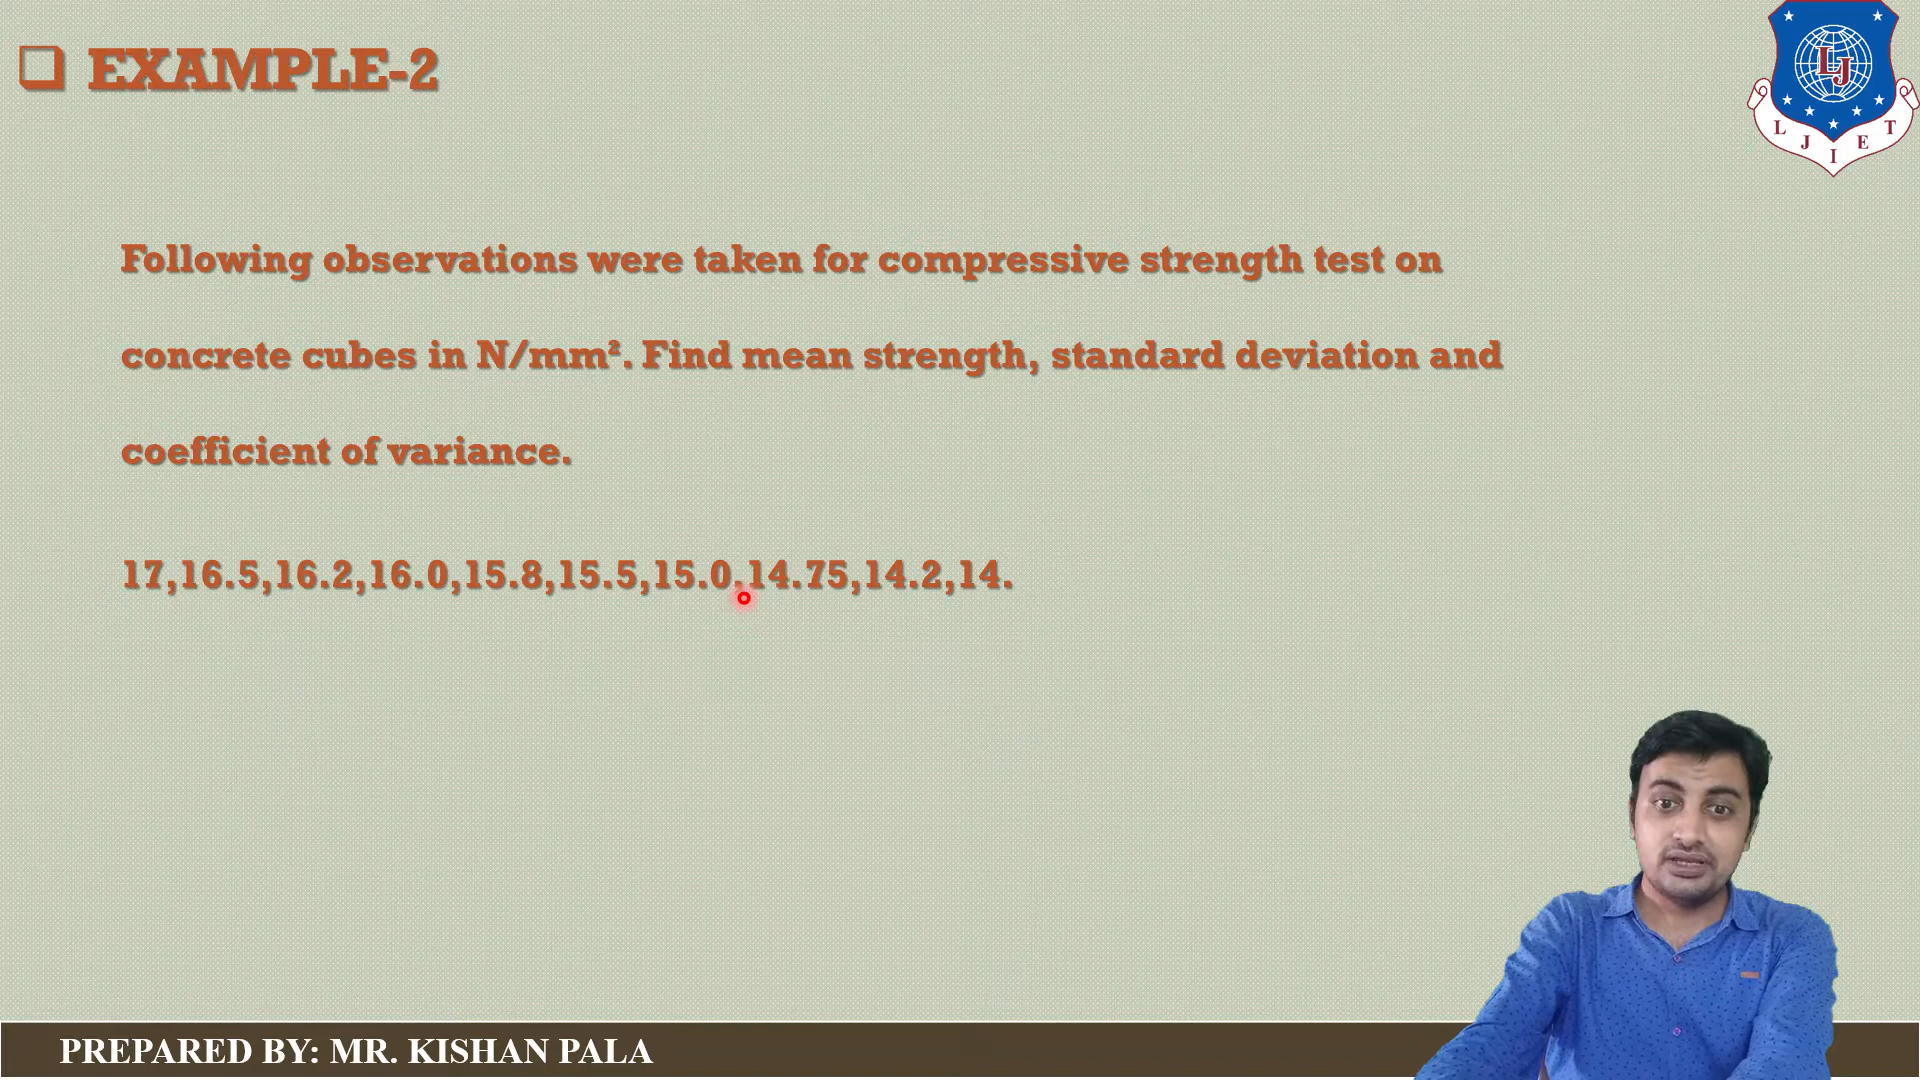 EXAMPLE-2
LJ
L J I E T
Following observations were taken for compressive strength test on
concrete cubes in N/mm². Find mean strength, standard deviation and
coefficient of variance.
17,16.5,16.2,16.0,15.8,15.5,15.0,14.75,14.2,14.
PREPARED BY: MR. KISHAN PALA